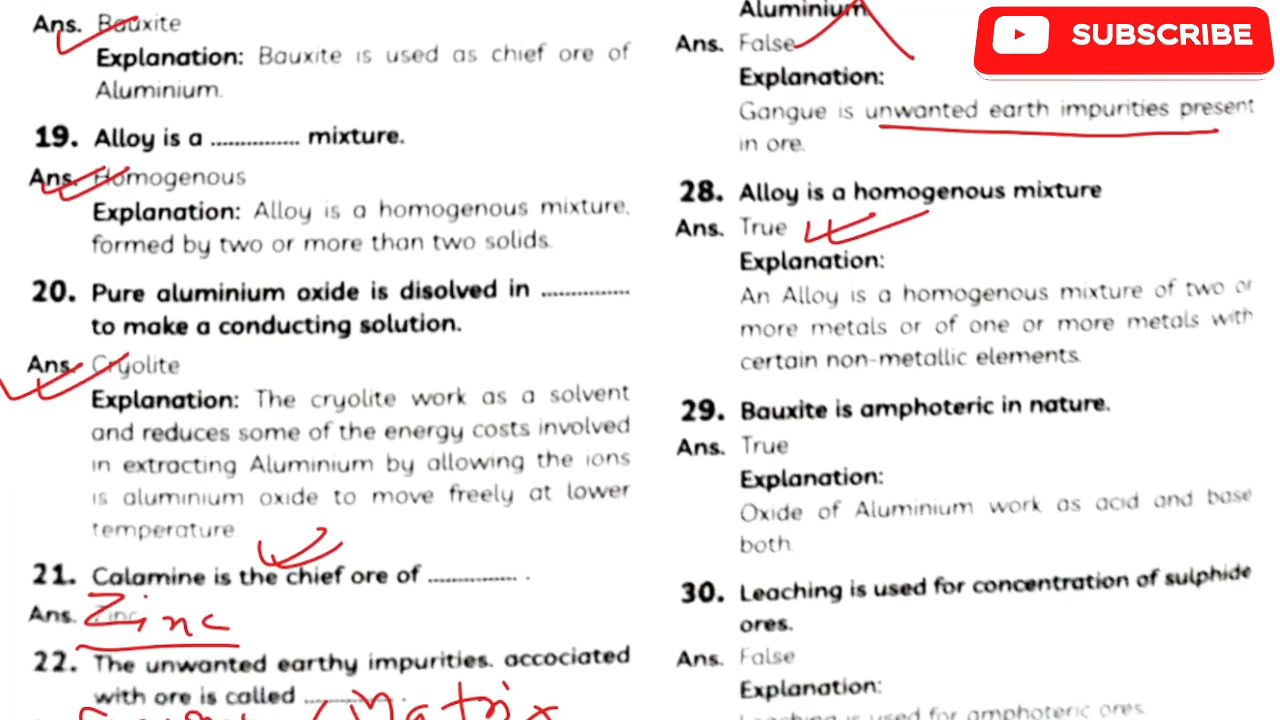 Ans. Bauxite
Explanation: Bauxite is used as chief ore of
Aluminium.
19. Alloy is a ............... mixture.
Ans. Homogenous
Explanation: Alloy is a homogenous mixture,
formed by two or more than two solids.
20. Pure aluminium oxide is disolved in ...............
to make a conducting solution.
Ans. Cryolite
Explanation: The cryolite work as a solvent
and reduces some of the energy costs involved
in extracting Aluminium by allowing the ions
is aluminium oxide to move freely at lower
temperature.
21. Calamine is the chief ore of ............... .
Ans. Zinc
Zinc
22. The unwanted earthy impurities. accociated
with ore is called ............... .
/ Matrix
Aluminium.
Ans. False
Explanation:
Gangue is unwanted earth impurities present
in ore.
28. Alloy is a homogenous mixture
Ans. True
Explanation:
An Alloy is a homogenous mixture of two or
more metals or of one or more metals with
certain non-metallic elements.
29. Bauxite is amphoteric in nature.
Ans. True
Explanation:
Oxide of Aluminium work as acid and base
both.
30. Leaching is used for concentration of sulphide
ores.
Ans. False
Explanation:
Leaching is used for amphoteric ores
SUBSCRIBE